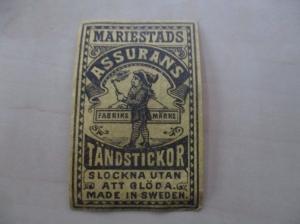 MARIESTADS
ASSURANS
FABRIKS MÄRKE
TÄNDSTICKOR
SLOCKNA UTAN
ATT GLÖDA.
MADE IN SWEDEN.